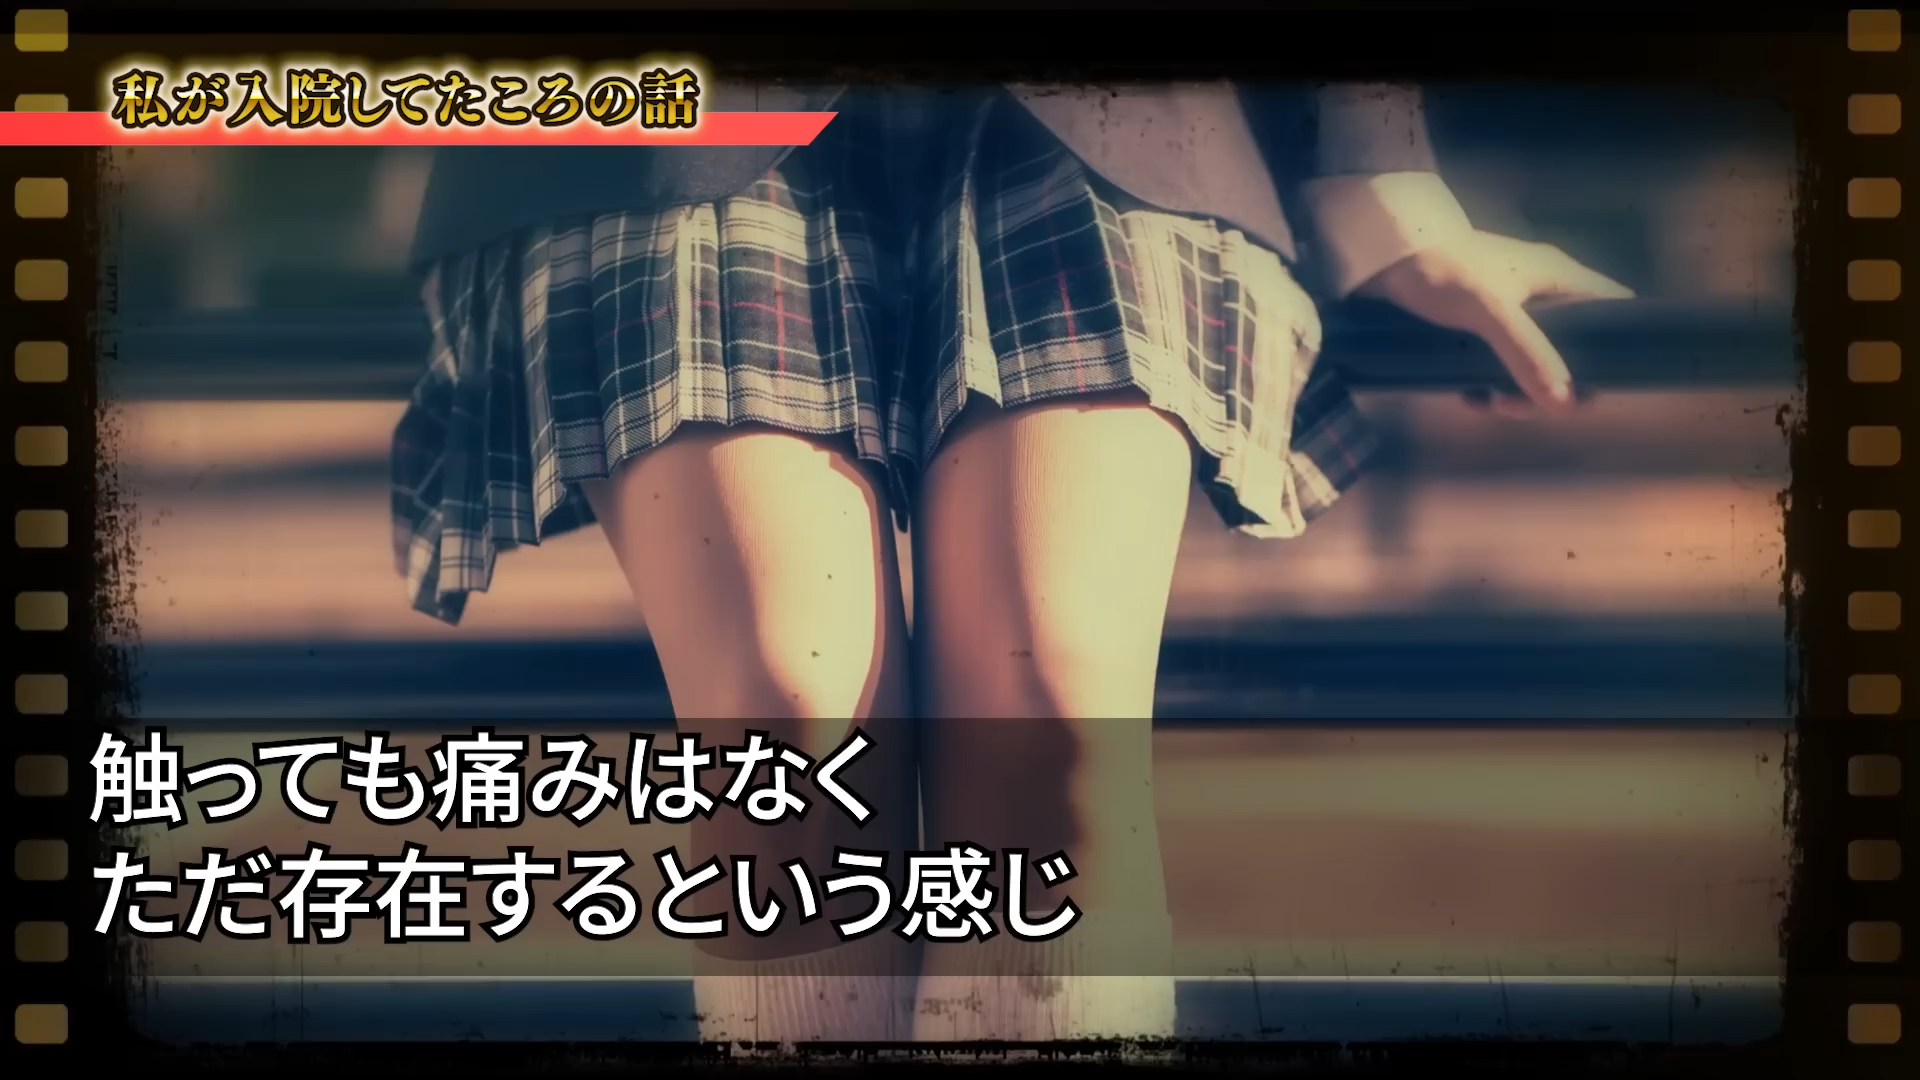 私が入院してたころの話
触っても痛みはなく
ただ存在するという感じ